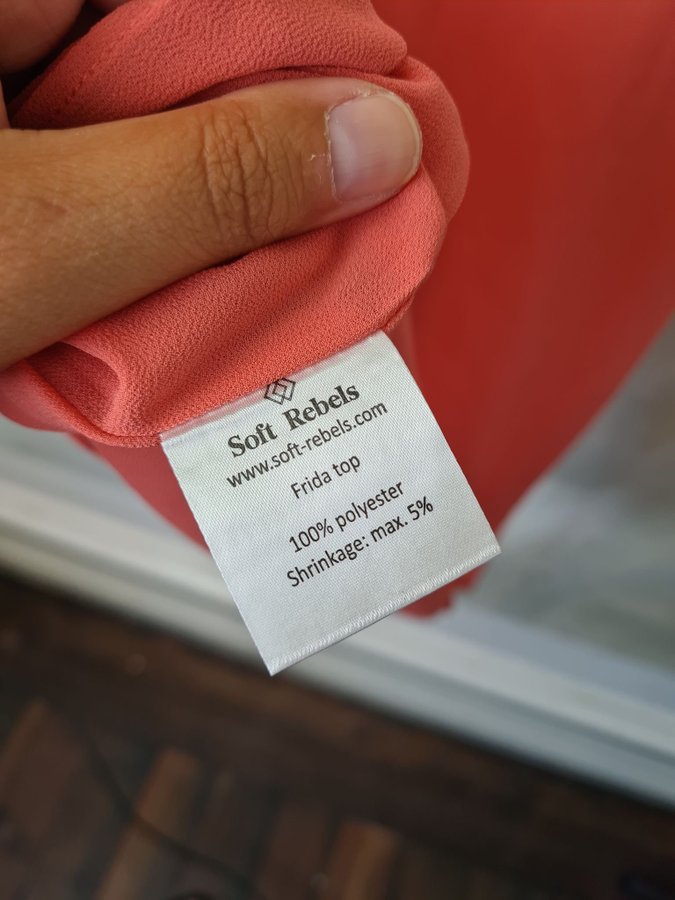 Soft Rebels
www.soft-rebels.com
Frida top
100% polyester
Shrinkage: max. 5%